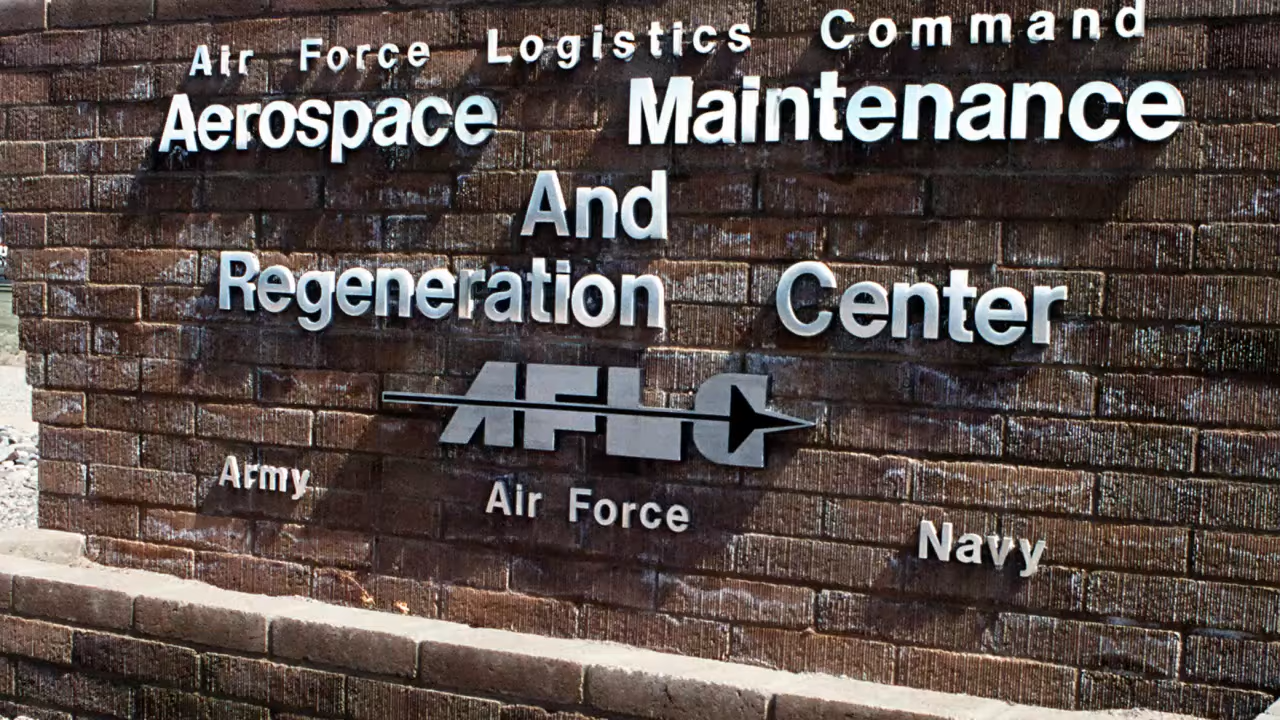 Air Force Logistics Command
Aerospace Maintenance
And
Regeneration Center
AFLC
Army
Air Force
Navy